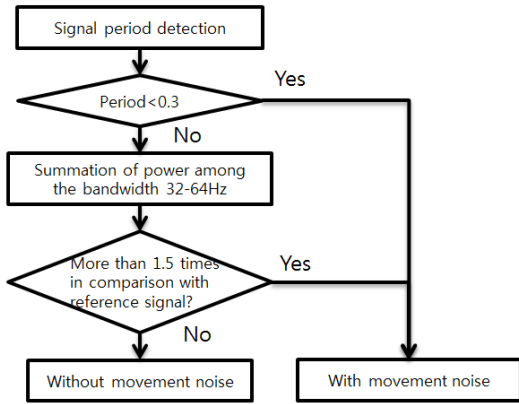 Signal period detection
Period<0.3
Yes
No
Summation of power among
the bandwidth 32-64Hz
More than 1.5 times
in comparison with
reference signal?
Yes
No
Without movement noise
With movement noise